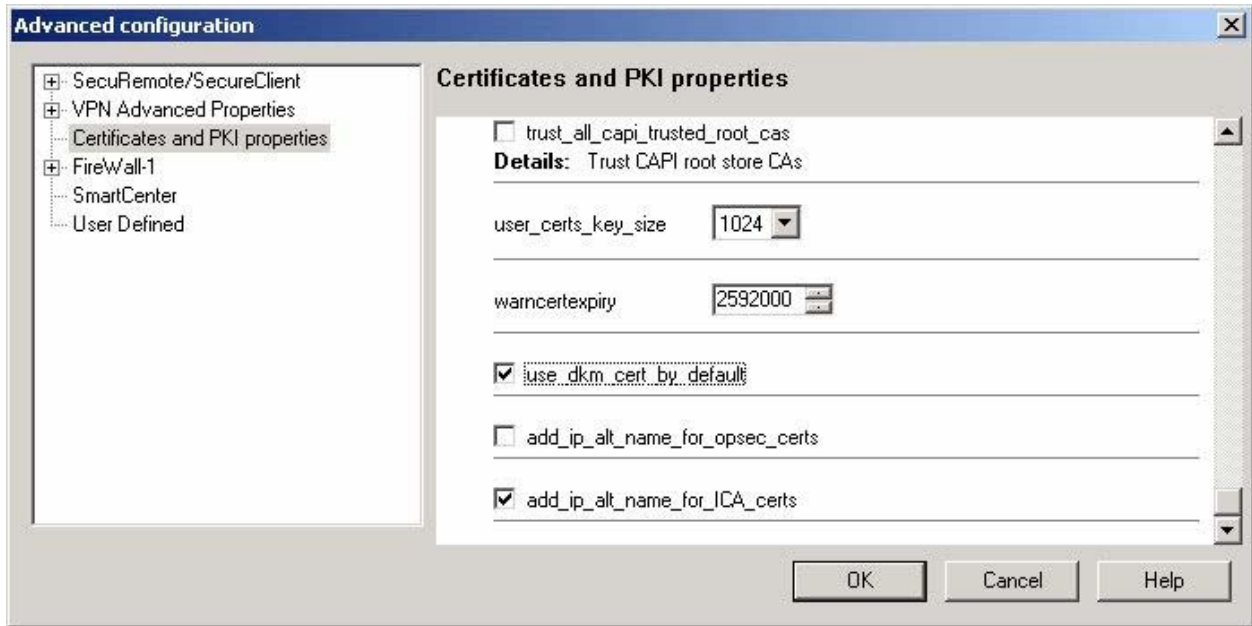 Advanced configuration
SecuRemote/SecureClient
VPN Advanced Properties
Certificates and PKI properties
FireWall-1
SmartCenter
User Defined
Certificates and PKI properties
trust_all_capi_trusted_root_cas
Details: Trust CAPI root store CAs
user_certs_key_size 1024
warncertexpiry 2592000
use_dkm_cert_by_default
add_ip_alt_name_for_opsec_certs
add_ip_alt_name_for_ICA_certs
OK Cancel Help